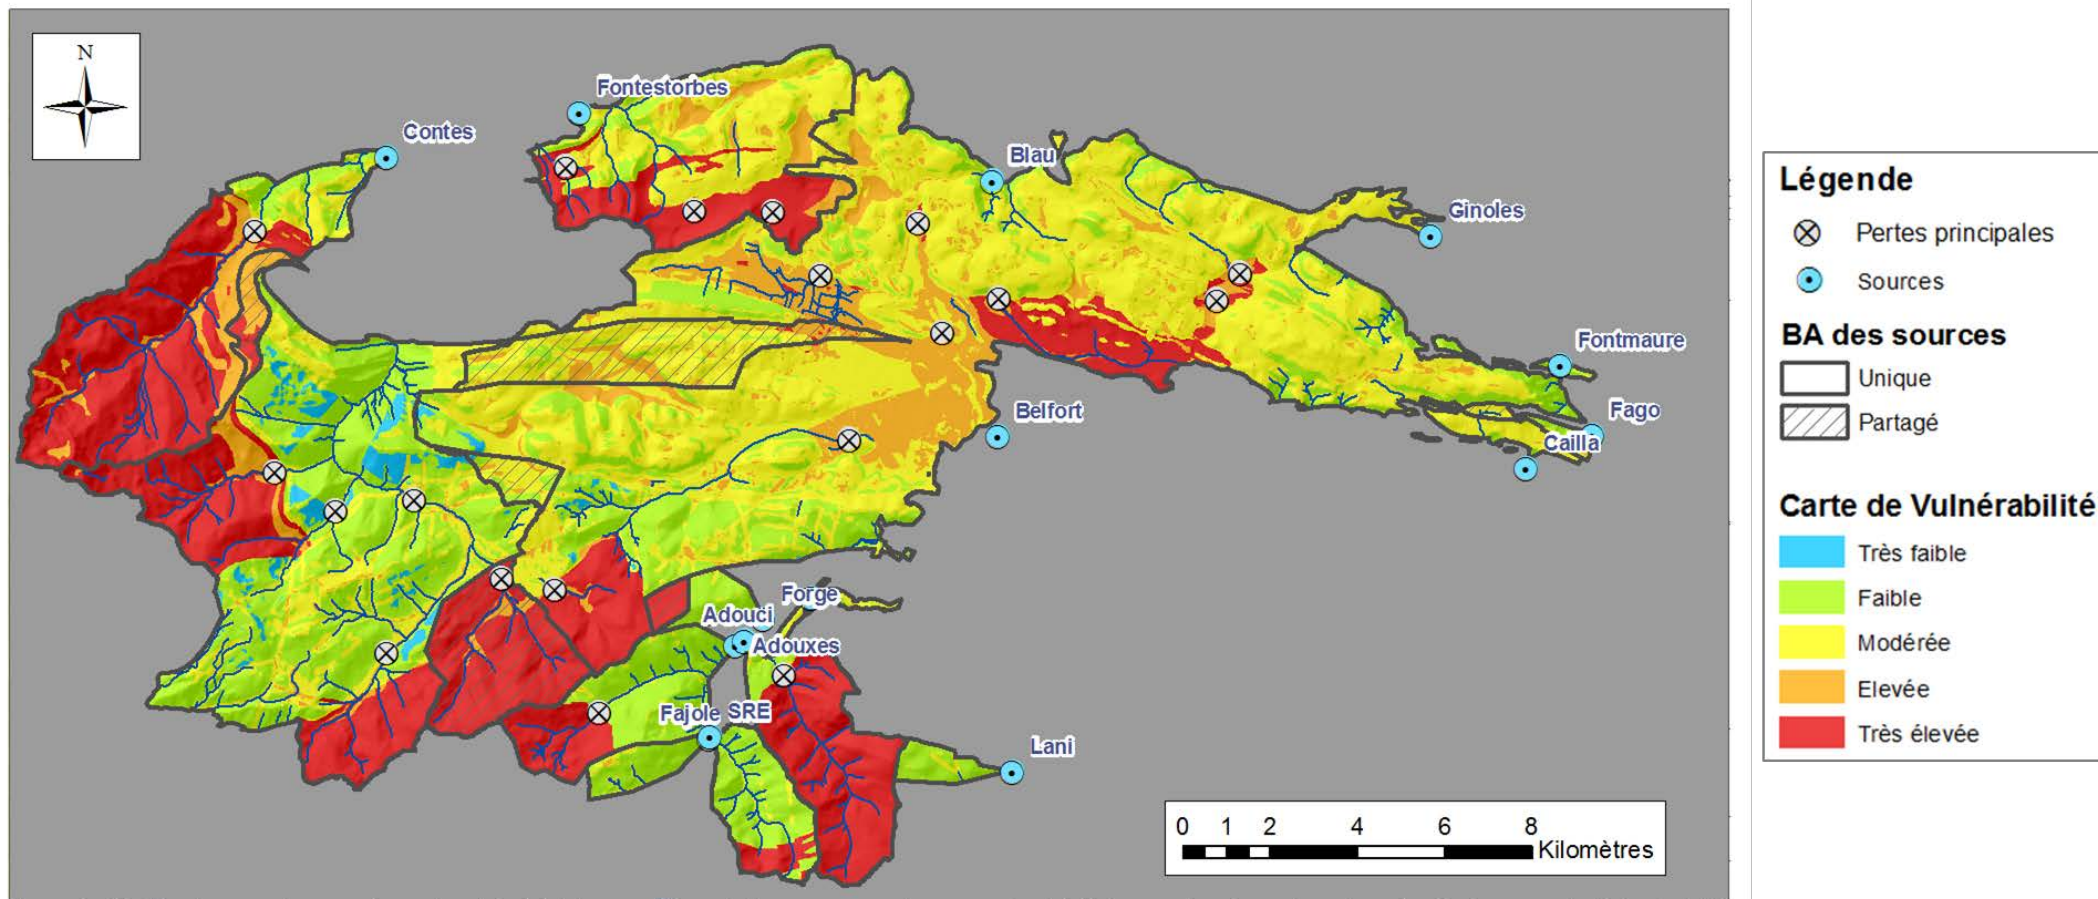 N
Fontestorbes
Contes
Blau
Ginoles
Fontmaure
Belfort
Fago
Cailla
Forge
Adouci
Adouxes
Fajole SRE
Lani
0 1 2 4 6 8
Kilomètres
Légende
Pertes principales
Sources
BA des sources
Unique
Partagé
Carte de Vulnérabilité
Très faible
Faible
Modérée
Elevée
Très élevée